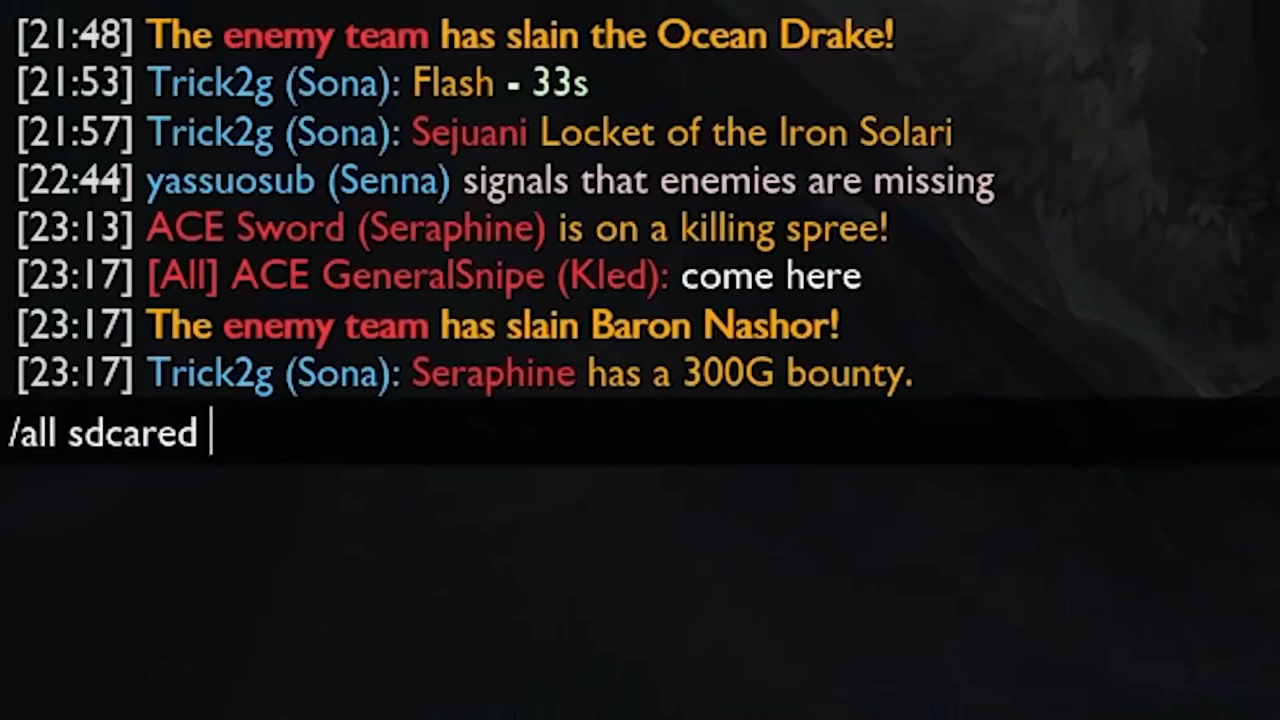 [21:48] The enemy team has slain the Ocean Drake!
[21:53] Trick2g (Sona): Flash - 33s
[21:57] Trick2g (Sona): Sejuani Locket of the Iron Solari
[22:44] yassuosub (Senna) signals that enemies are missing
[23:13] ACE Sword (Seraphine) is on a killing spree!
[23:17] [All] ACE GeneralSnipe (Kled): come here
[23:17] The enemy team has slain Baron Nashor!
[23:17] Trick2g (Sona): Seraphine has a 300G bounty.
/all sdcared